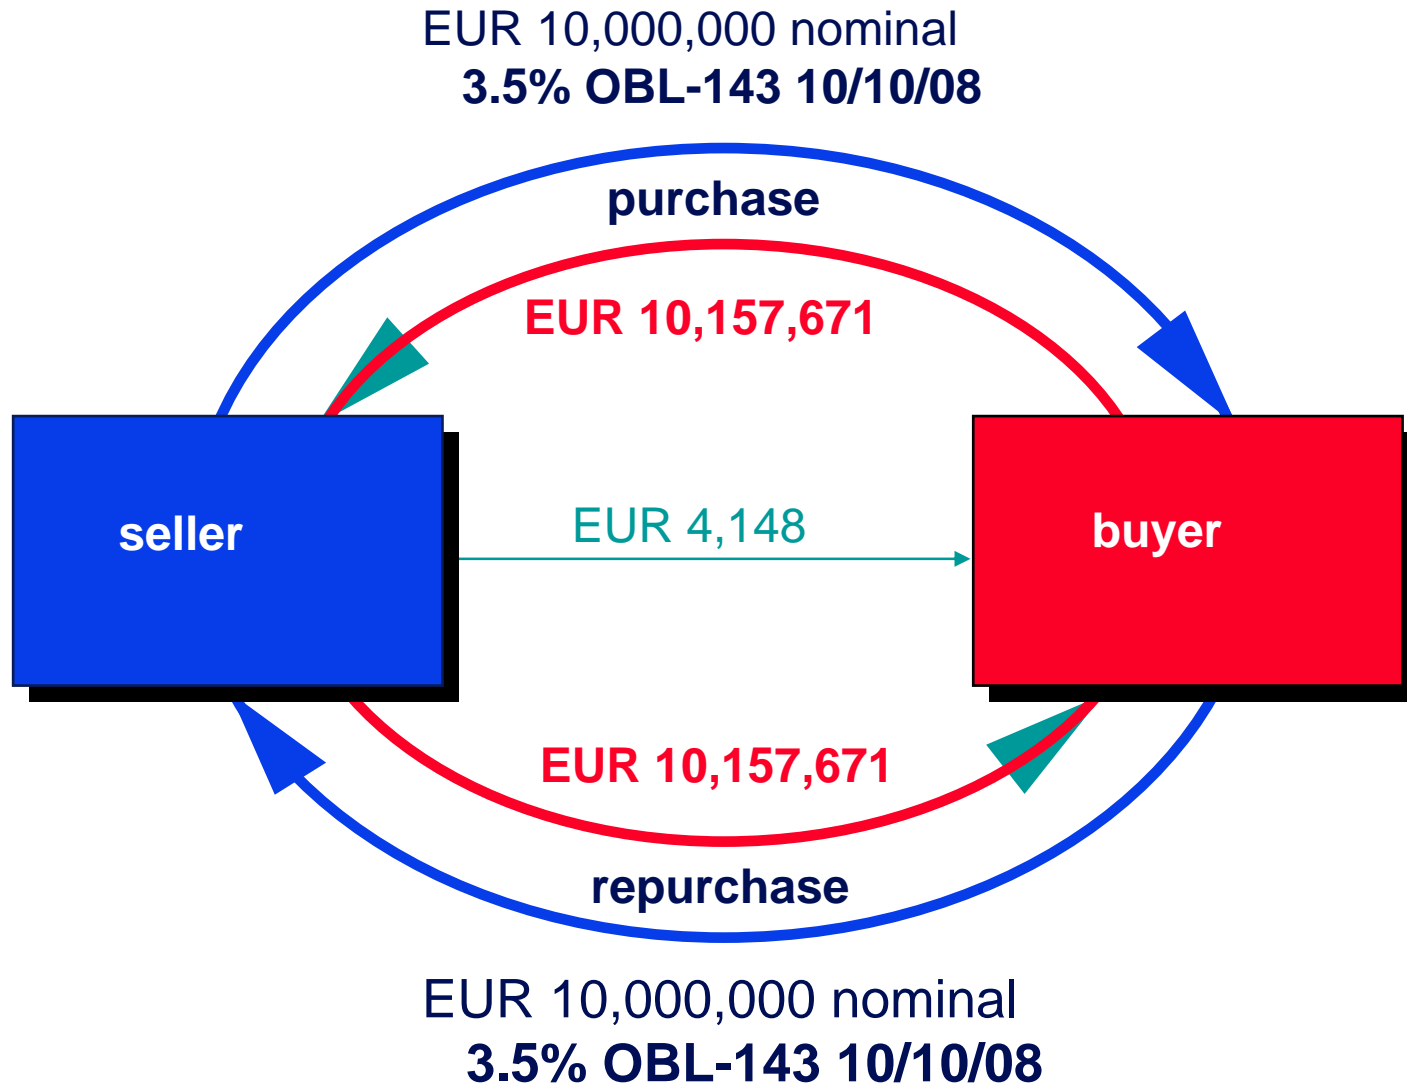 EUR 10,000,000 nominal
3.5% OBL-143 10/10/08
purchase
EUR 10,157,671
seller
EUR 4,148
buyer
EUR 10,157,671
repurchase
EUR 10,000,000 nominal
3.5% OBL-143 10/10/08